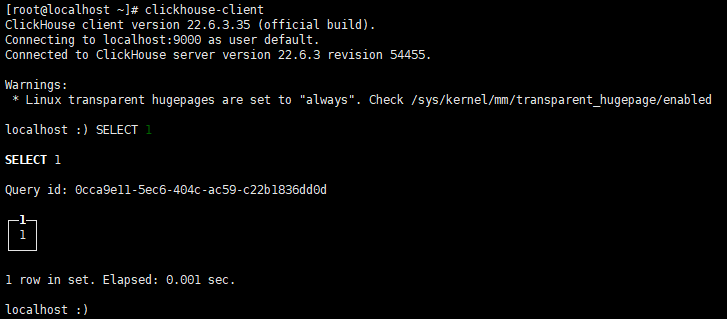 [root@localhost ~]# clickhouse-client
ClickHouse client version 22.6.3.35 (official build).
Connecting to localhost:9000 as user default.
Connected to ClickHouse server version 22.6.3 revision 54455.
Warnings:
* Linux transparent hugepages are set to "always". Check /sys/kernel/mm/transparent_hugepage/enabled
localhost :) SELECT 1
SELECT 1
Query id: 0cca9e11-5ec6-404c-ac59-c22b1836dd0d
1
1
1 row in set. Elapsed: 0.001 sec.
localhost :)